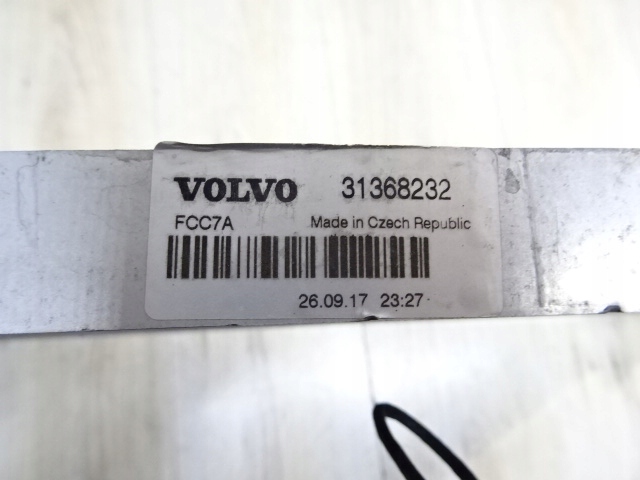 VOLVO 31368232
FCC7A Made in Czech Republic
26.09.17 23:27